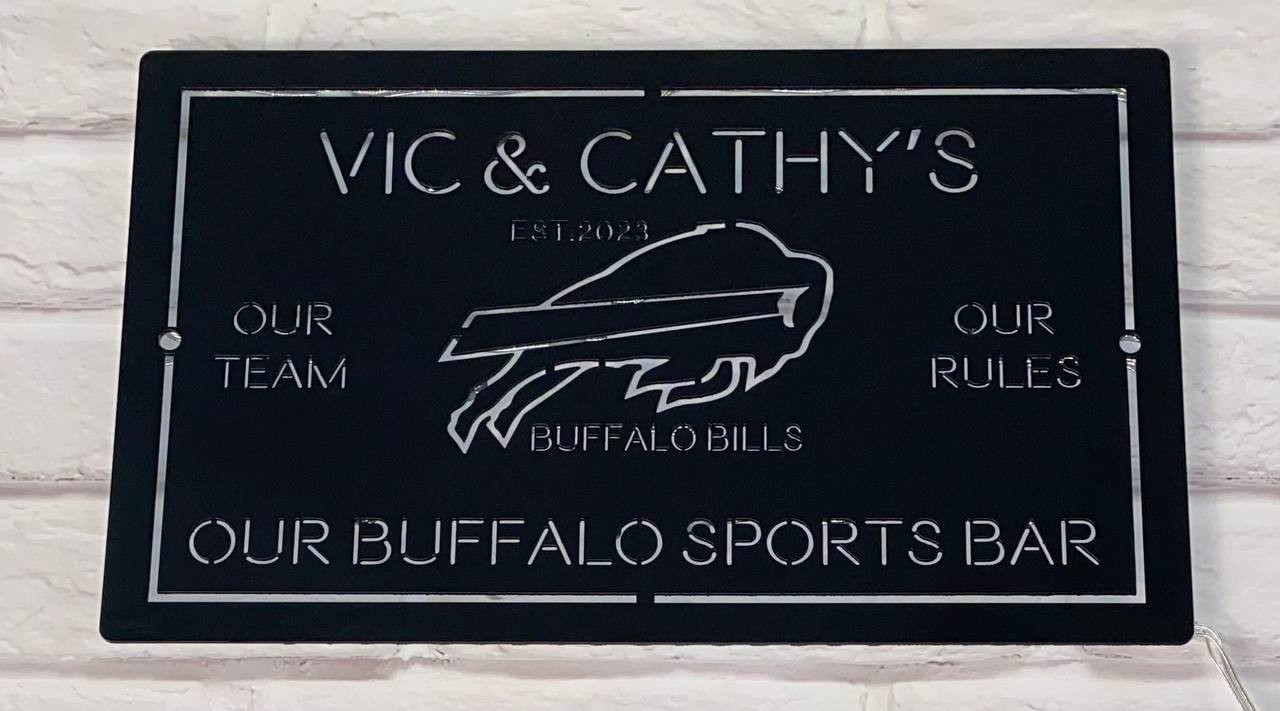 VIC & CATHY'S
EST.2023
OUR
TEAM
OUR
RULES
BUFFALO BILLS
OUR BUFFALO SPORTS BAR